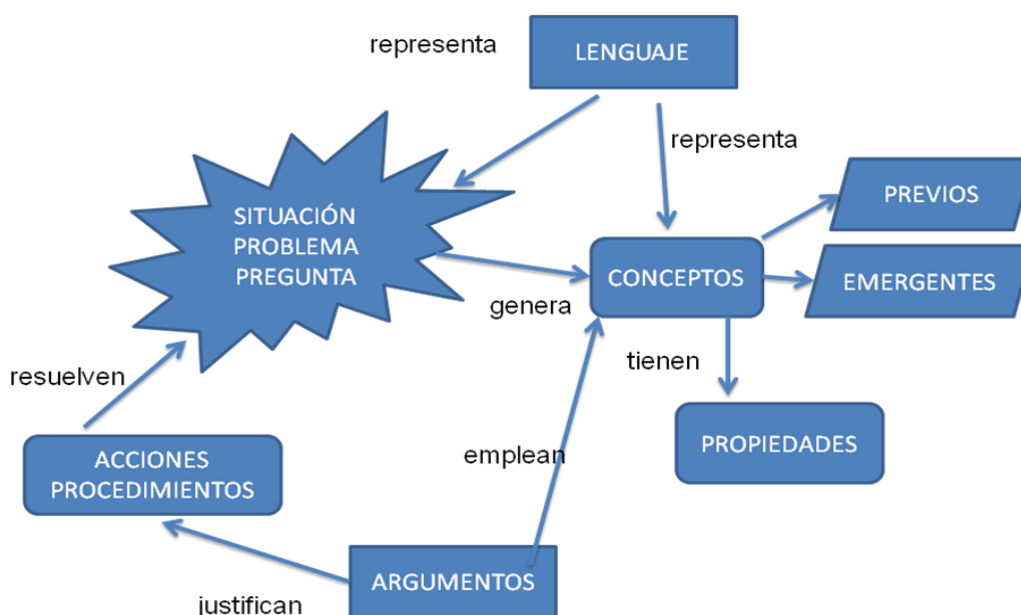 representa
LENGUAJE
representa
PREVIOS
SITUACIÓN
PROBLEMA
PREGUNTA
CONCEPTOS
EMERGENTES
genera
resuelven
tienen
PROPIEDADES
ACCIONES
PROCEDIMIENTOS
emplean
ARGUMENTOS
justifican